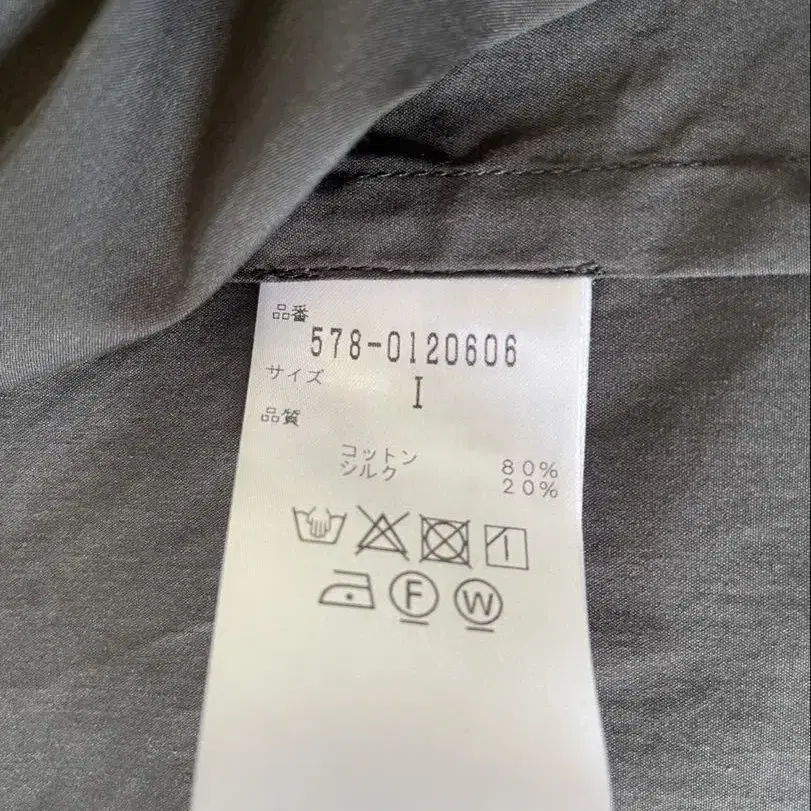 品番
578-0120606
サイズ
I
品質
コットン 80%
シルク 20%
F W